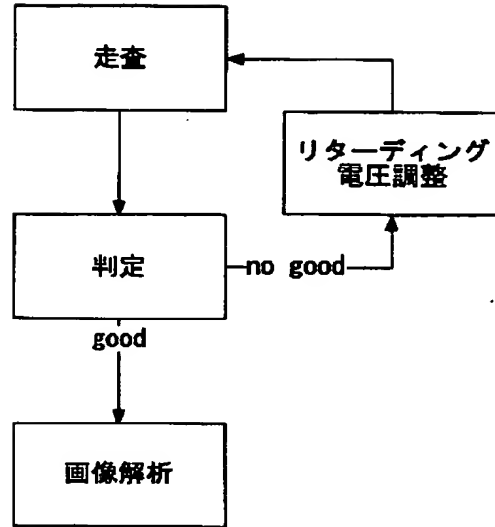 走査
リターディング
電圧調整
判定
no good
good
画像解析